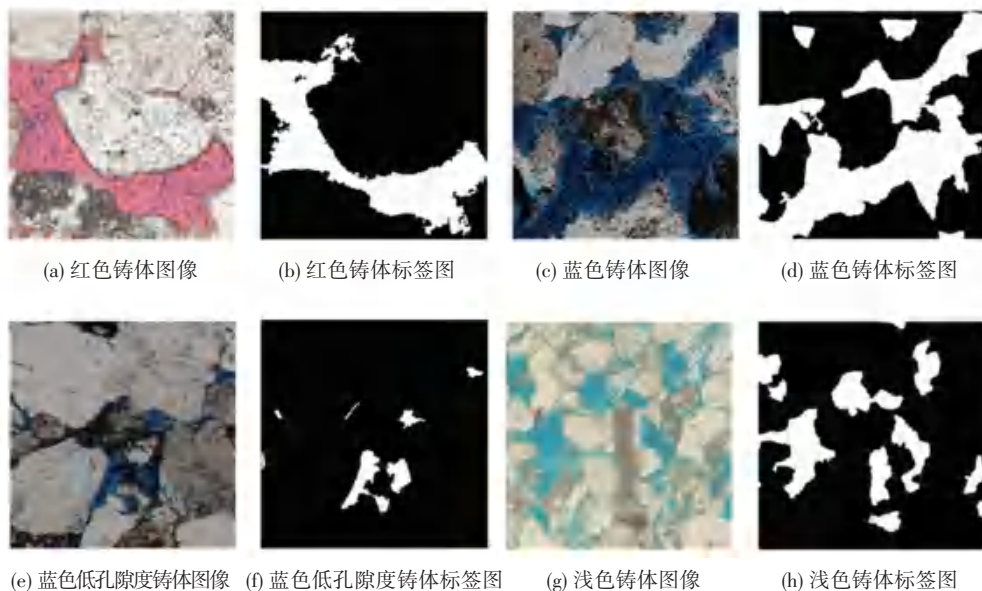 (a) 红色铸体图像 (b) 红色铸体标签图 (c) 蓝色铸体图像 (d) 蓝色铸体标签图
(e) 蓝色低孔隙度铸体图像 (f) 蓝色低孔隙度铸体标签图 (g) 浅色铸体图像 (h) 浅色铸体标签图